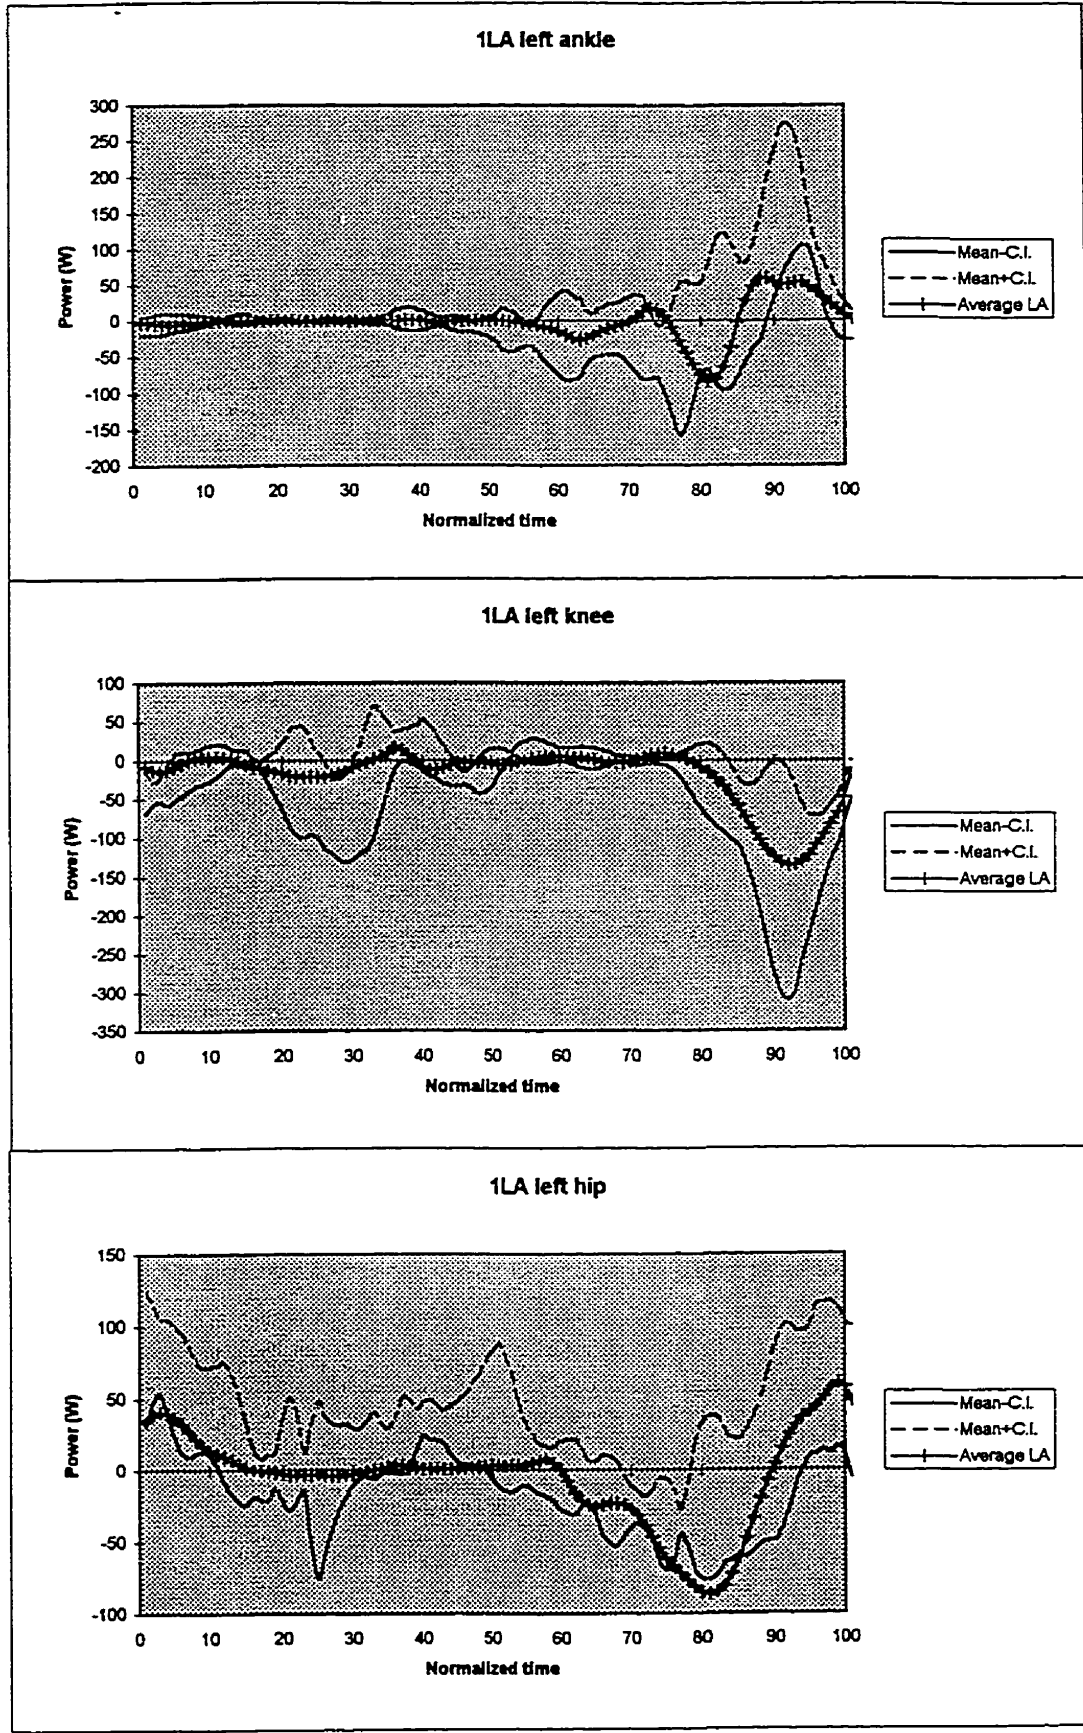 1LA left ankle
300
250
200
150
100
50
0
-50
-100
-150
-200
Power (W)
0 10 20 30 40 50 60 70 80 90 100
Normalized time
Mean-C.I.
Mean+C.I.
Average LA
1LA left knee
100
50
0
-50
-100
-150
-200
-250
-300
-350
Power (W)
0 10 20 30 40 50 60 70 80 90 100
Normalized time
Mean-C.I.
Mean+C.I.
Average LA
1LA left hip
150
100
50
0
-50
-100
Power (W)
0 10 20 30 40 50 60 70 80 90 100
Normalized time
Mean-C.I.
Mean+C.I.
Average LA